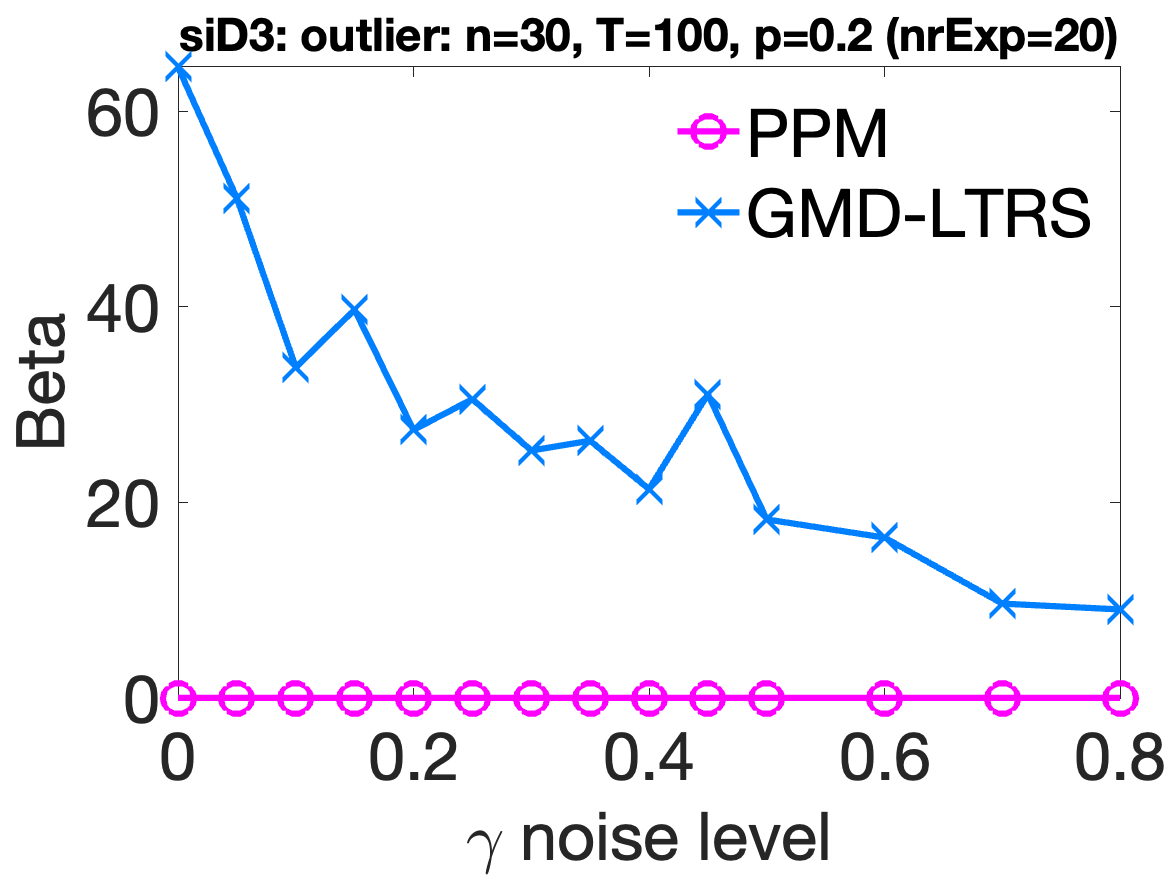 siD3: outlier: n=30, T=100, p=0.2 (nrExp=20)
PPM
GMD-LTRS
Beta
60
40
20
0
0 0.2 0.4 0.6 0.8
γ noise level